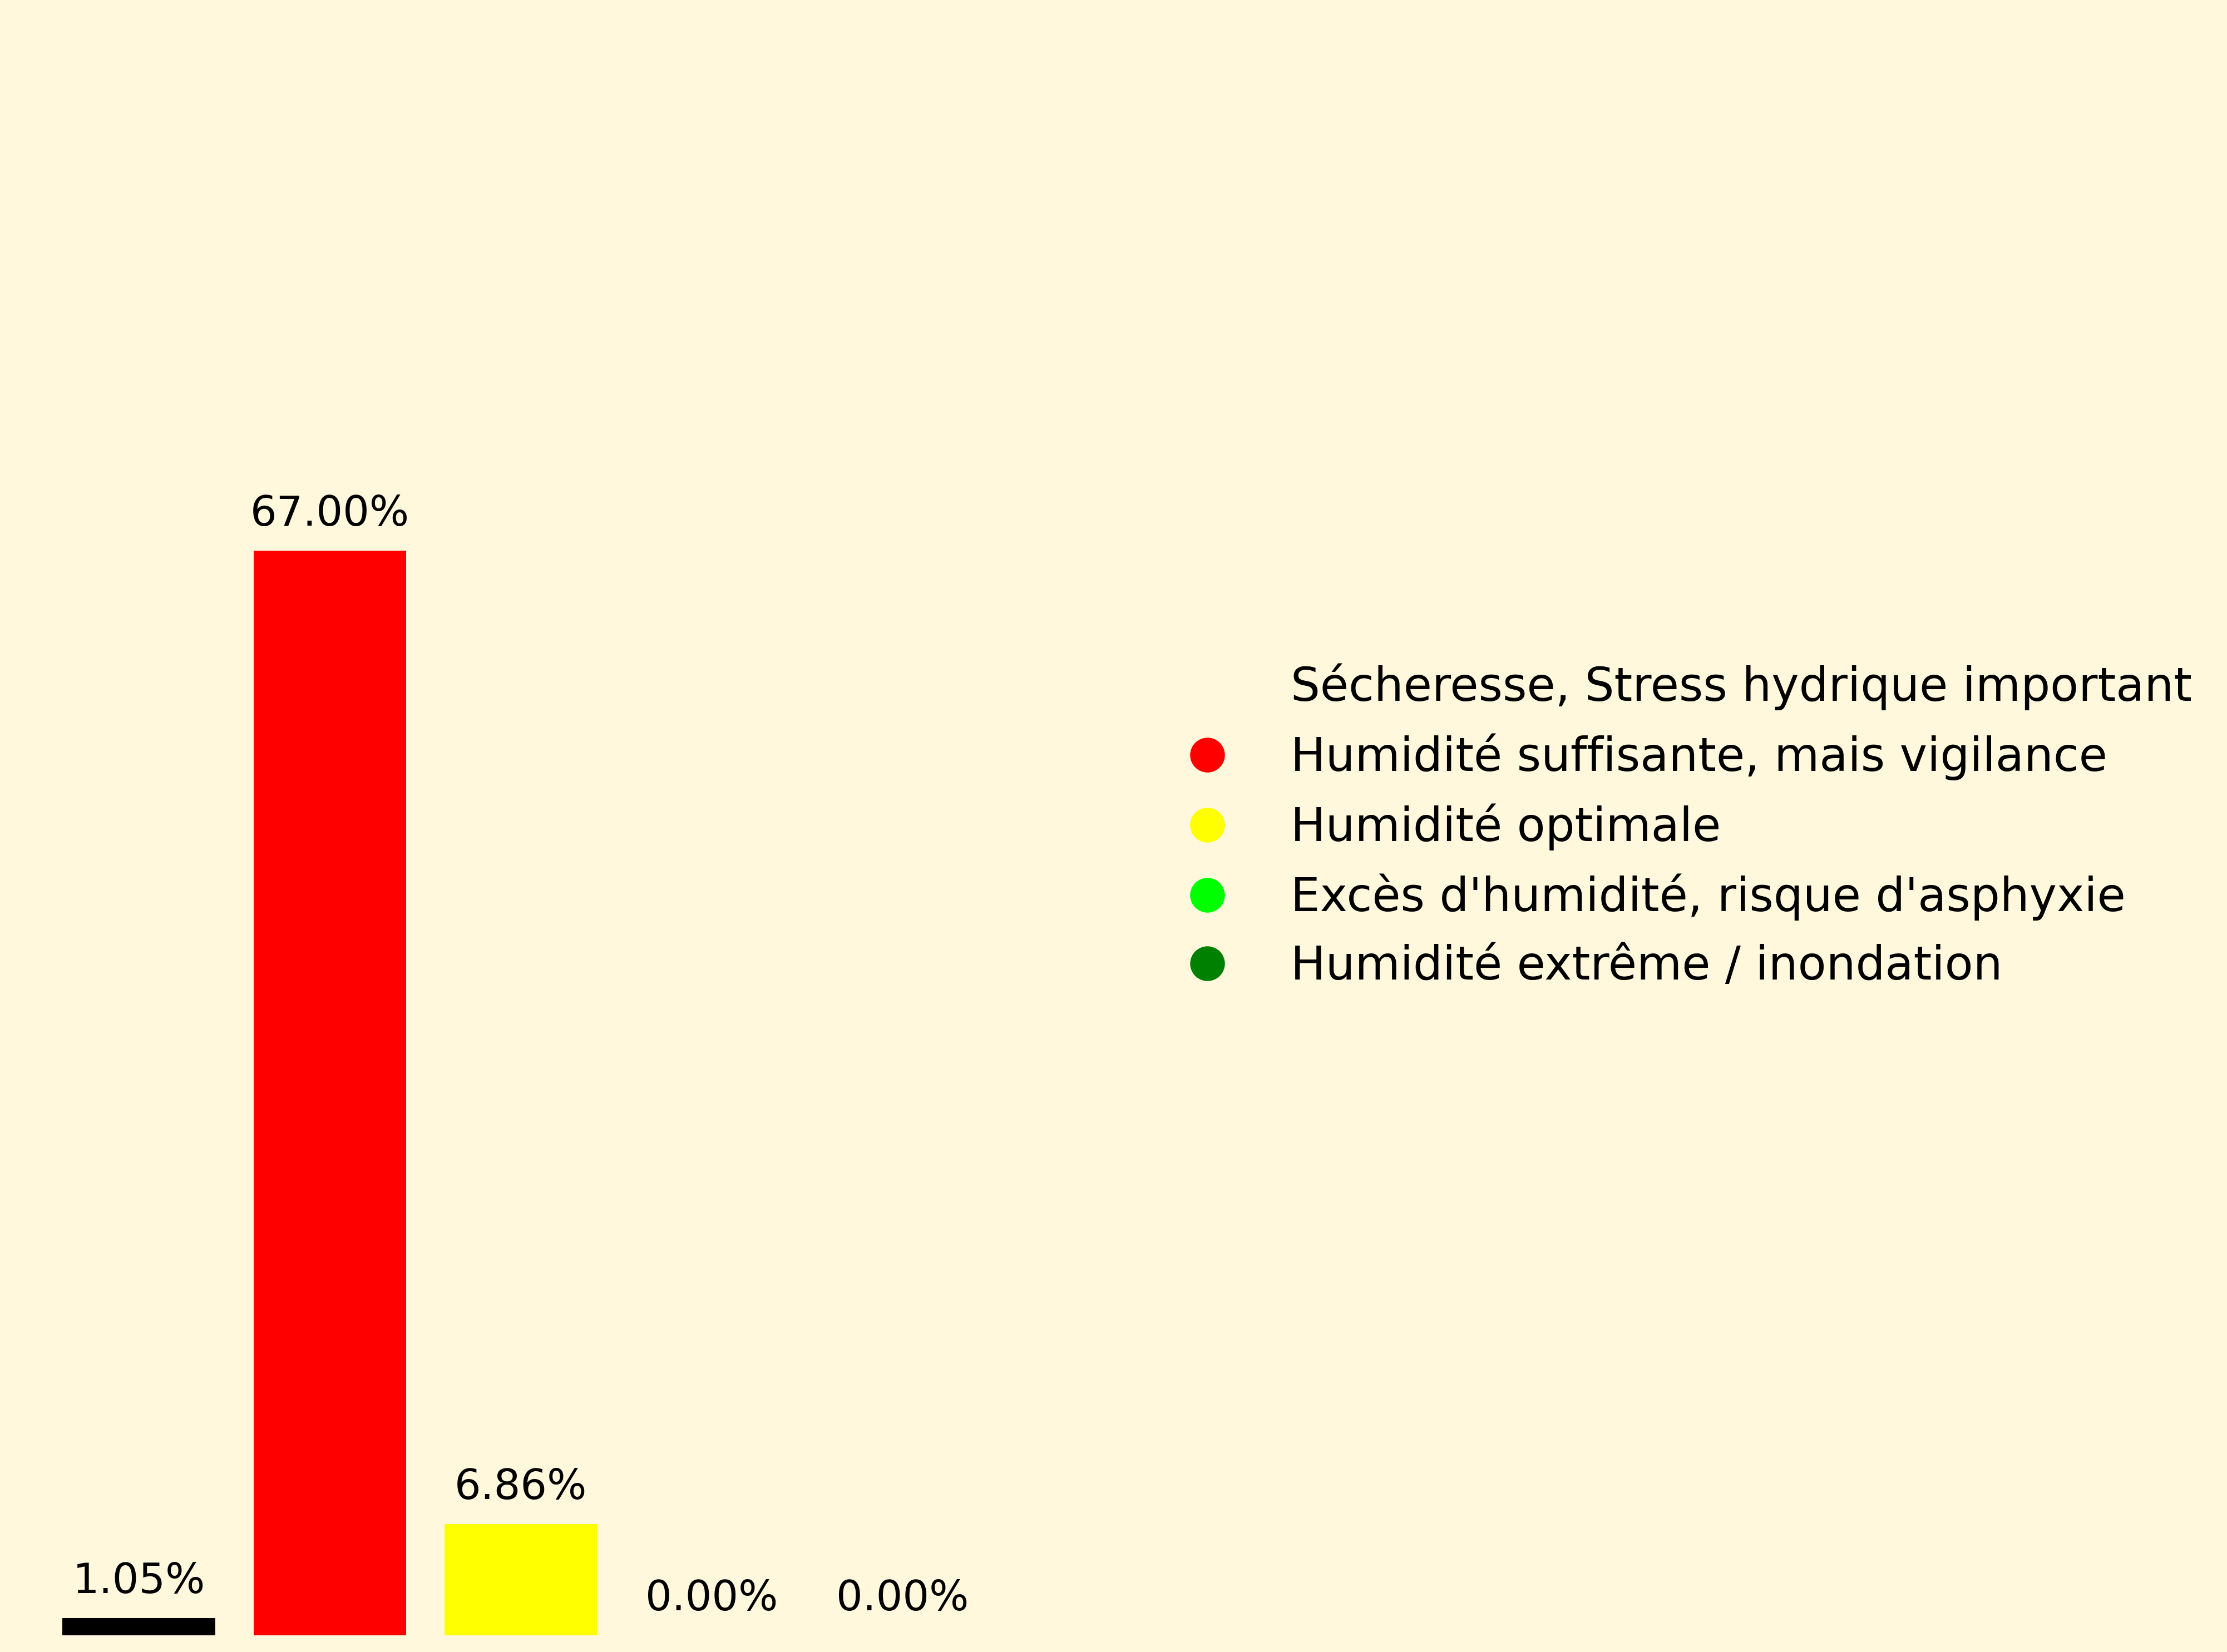 67.00%
Sécheresse, Stress hydrique important
Humidité suffisante, mais vigilance
Humidité optimale
Excès d'humidité, risque d'asphyxie
Humidité extrême / inondation
6.86%
1.05%
0.00%
0.00%